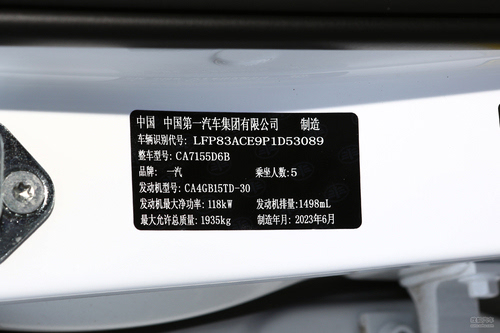 中国 中国第一汽车集团有限公司 制造
车辆识别代号: LFP83ACE9P1D53089
整车型号: CA7155D6B
品牌: 一汽 乘坐人数: 5
发动机型号: CA4GB15TD-30
发动机最大净功率: 118kW 发动机排量: 1498mL
最大允许总质量: 1935kg 制造年月: 2023年6月